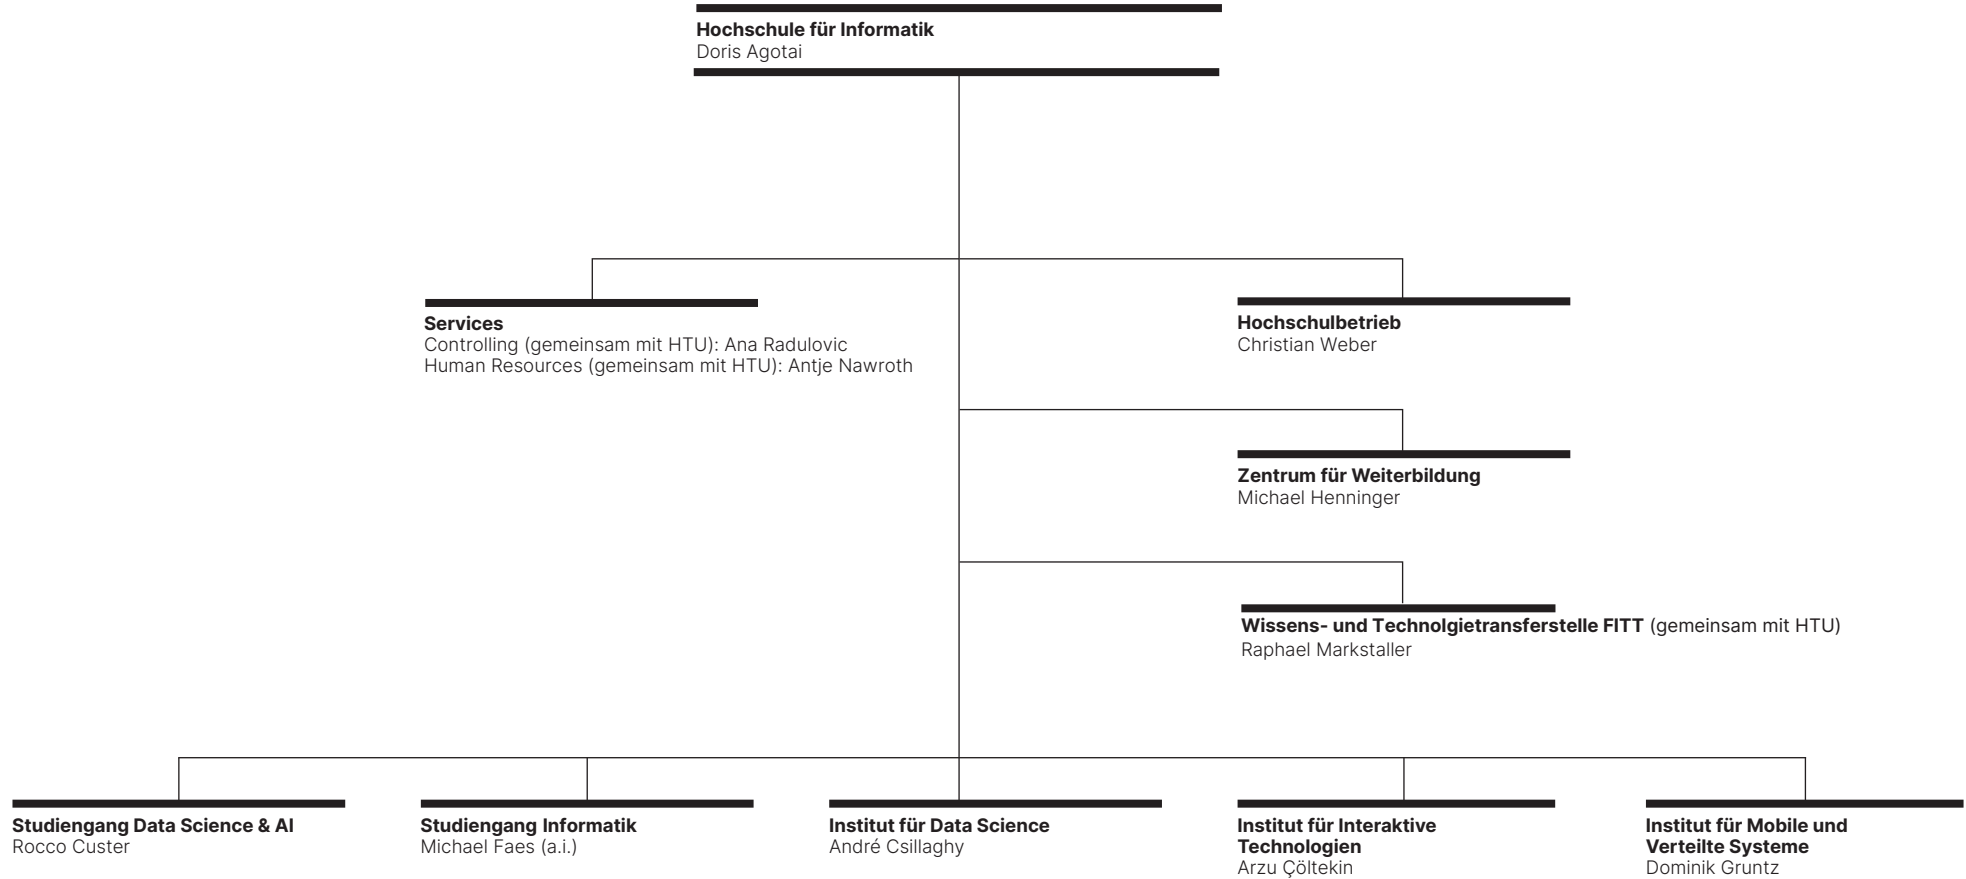 Hochschule für Informatik
Doris Agotai
Services
Controlling (gemeinsam mit HTU): Ana Radulovic
Human Resources (gemeinsam mit HTU): Antje Nawroth
Hochschulbetrieb
Christian Weber
Zentrum für Weiterbildung
Michael Henninger
Wissens- und Technolgietransferstelle FITT (gemeinsam mit HTU)
Raphael Markstaller
Studiengang Data Science & AI
Rocco Custer
Studiengang Informatik
Michael Faes (a.i.)
Institut für Data Science
André Csillaghy
Institut für Interaktive
Technologien
Arzu Çöltekin
Institut für Mobile und
Verteilte Systeme
Dominik Gruntz